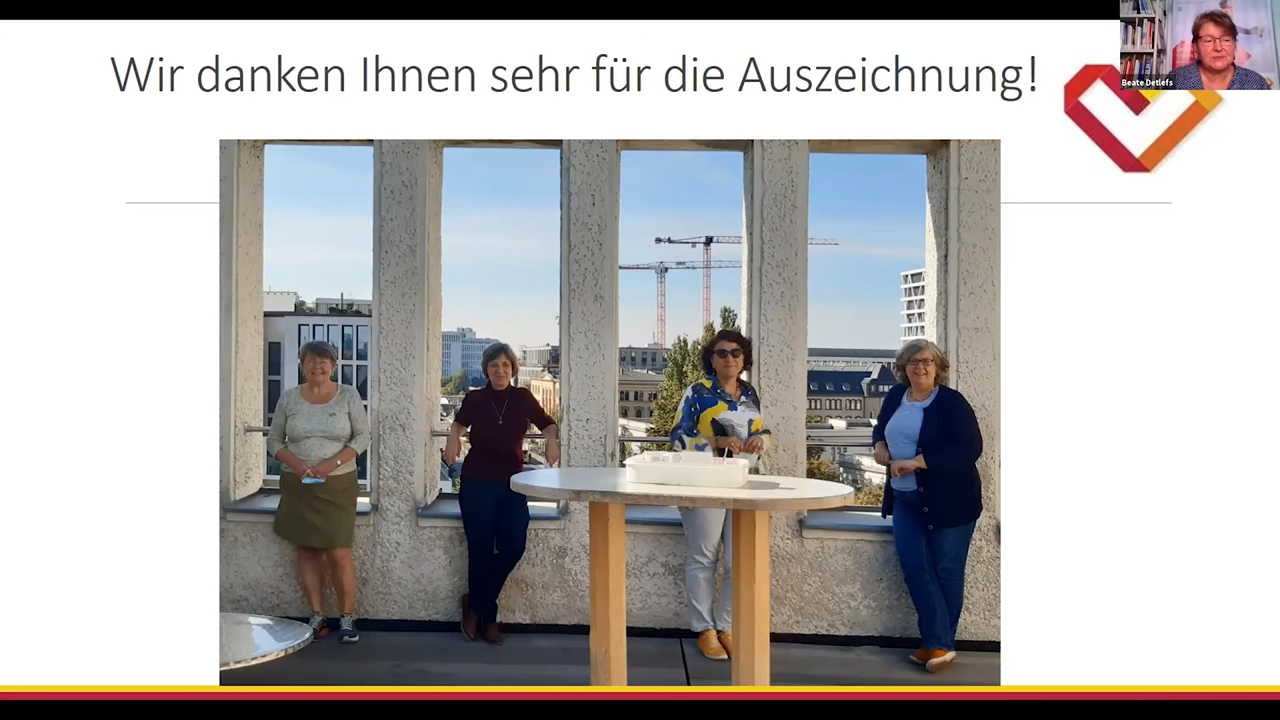 Wir danken Ihnen sehr für die Auszeichnung!
Beate Detlefs